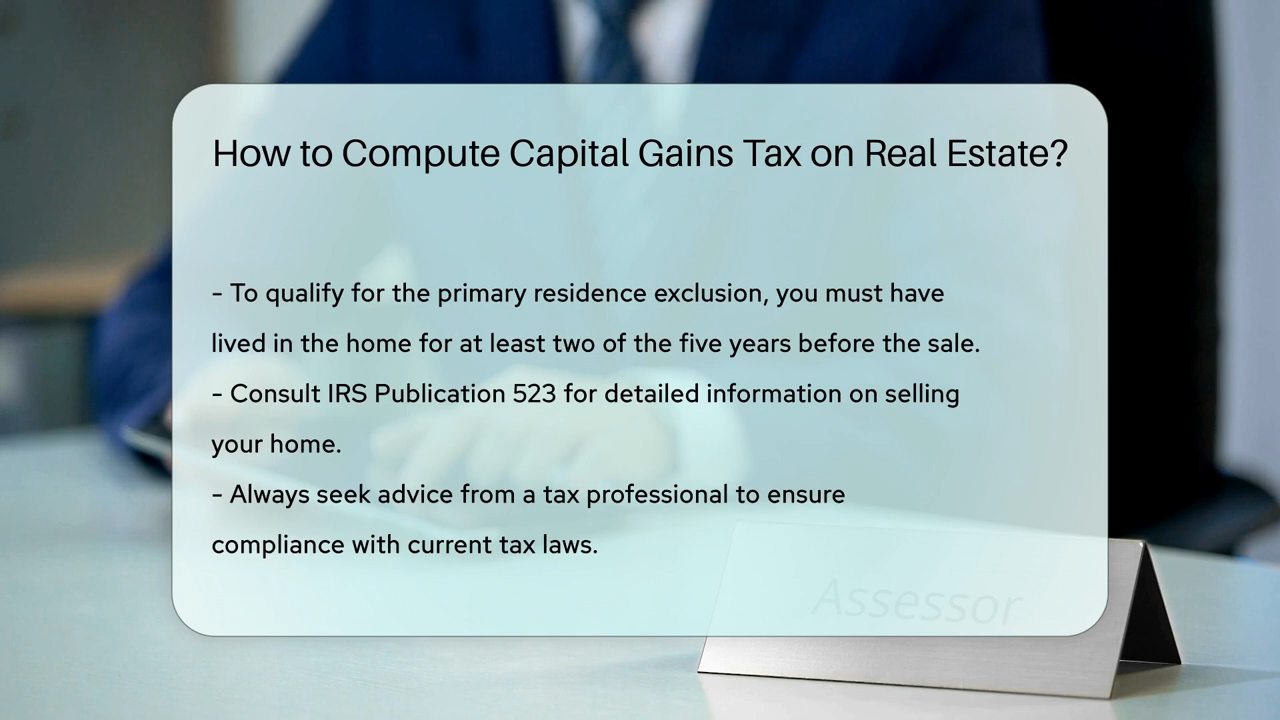 How to Compute Capital Gains Tax on Real Estate?
- To qualify for the primary residence exclusion, you must have
lived in the home for at least two of the five years before the sale.
- Consult IRS Publication 523 for detailed information on selling
your home.
- Always seek advice from a tax professional to ensure
compliance with current tax laws.
Assessor